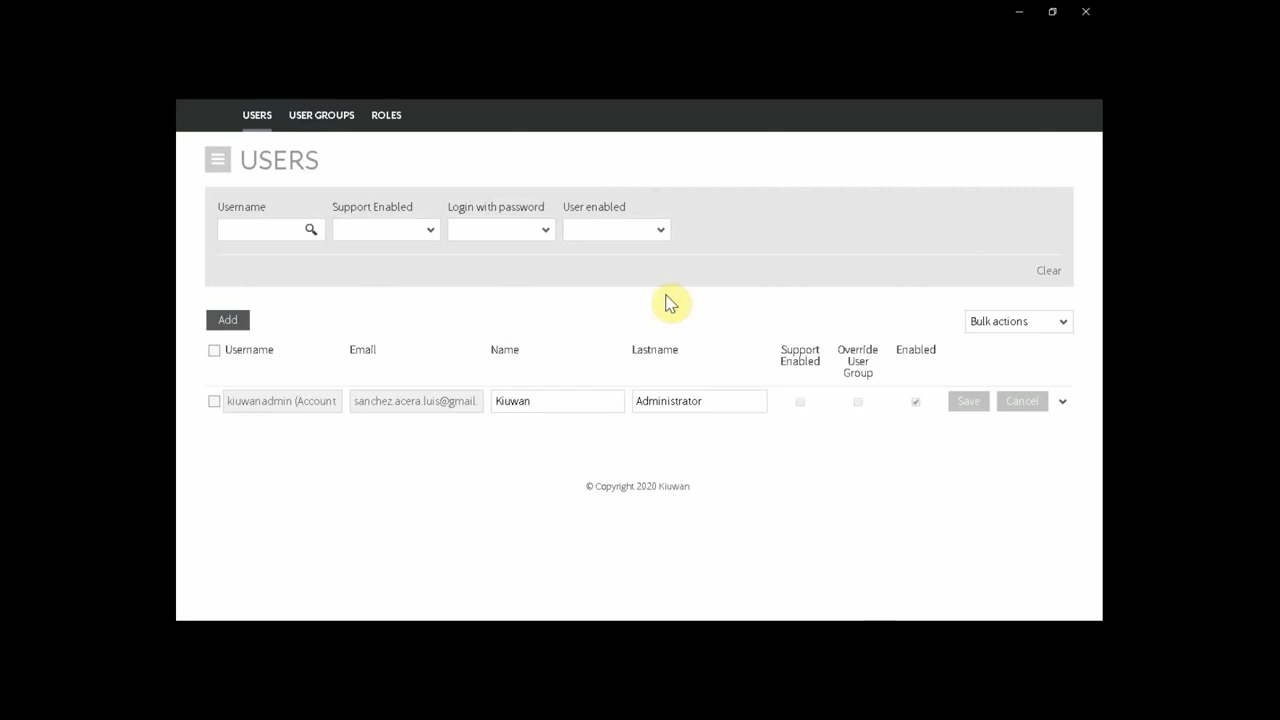 USERS USER GROUPS ROLES
USERS
Username Support Enabled Login with password User enabled
Clear
Add Bulk actions
Username Email Name Lastname Support Enabled Override User Group Enabled
kiuwanadmin (Account sanchez.acera.luis@gmail. Kiuwan Administrator Save Cancel
© Copyright 2020 Kiuwan